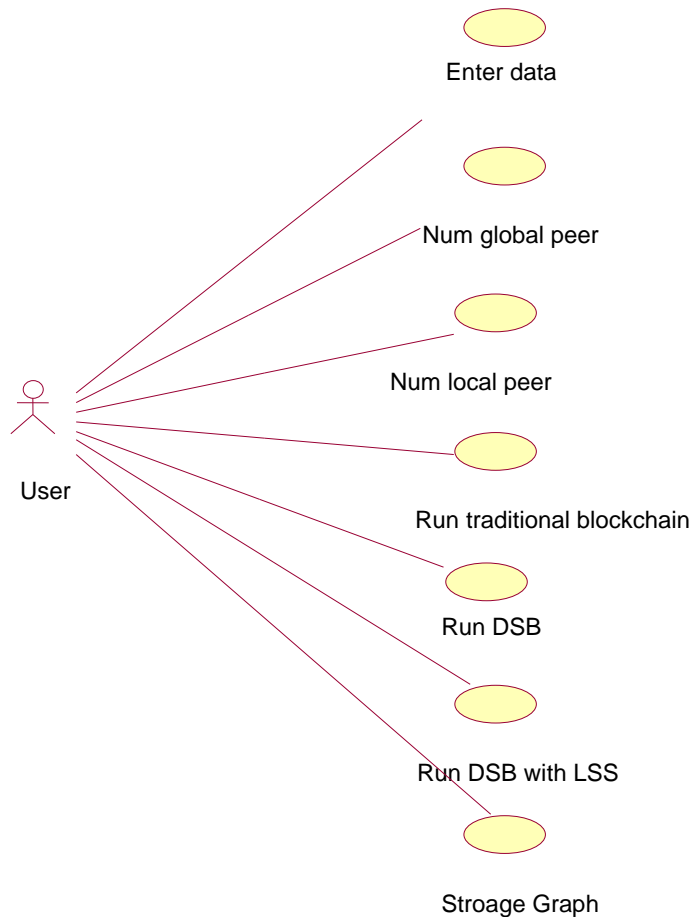 Enter data
Num global peer
Num local peer
User
Run traditional blockchain
Run DSB
Run DSB with LSS
Stroage Graph